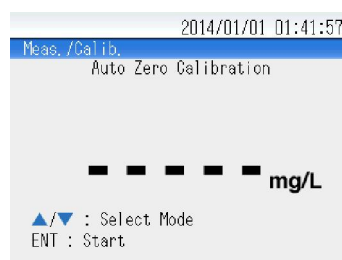 2014/01/01 01:41:57
Meas./Calib.
Auto Zero Calibration
– – – – – mg/L
▲/▼ : Select Mode
ENT : Start